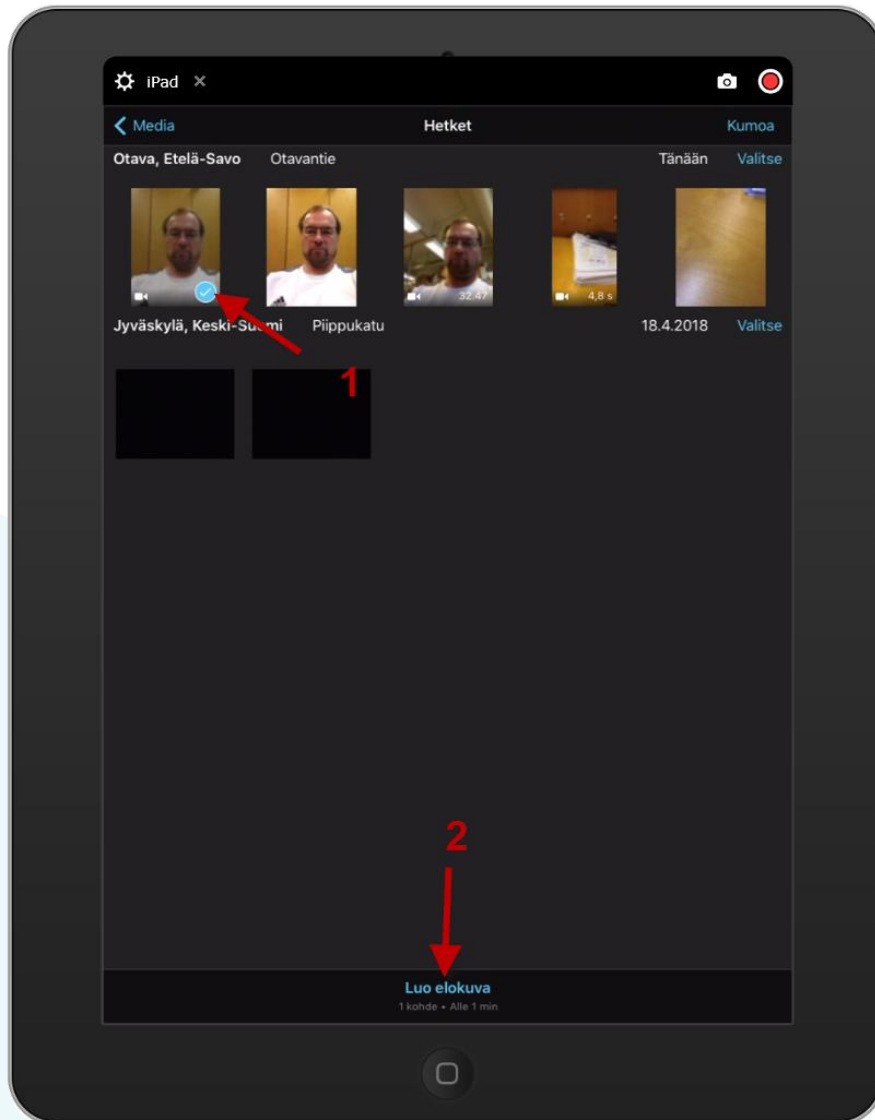 iPad
Media Hetket Kumoa
Otava, Etelä-Savo Otavantie Tänään Valitse
32:47 4,8 s
Jyväskylä, Keski-Suomi Piippukatu 18.4.2018 Valitse
1
2
Luo elokuva
1 kohde • Alle 1 min